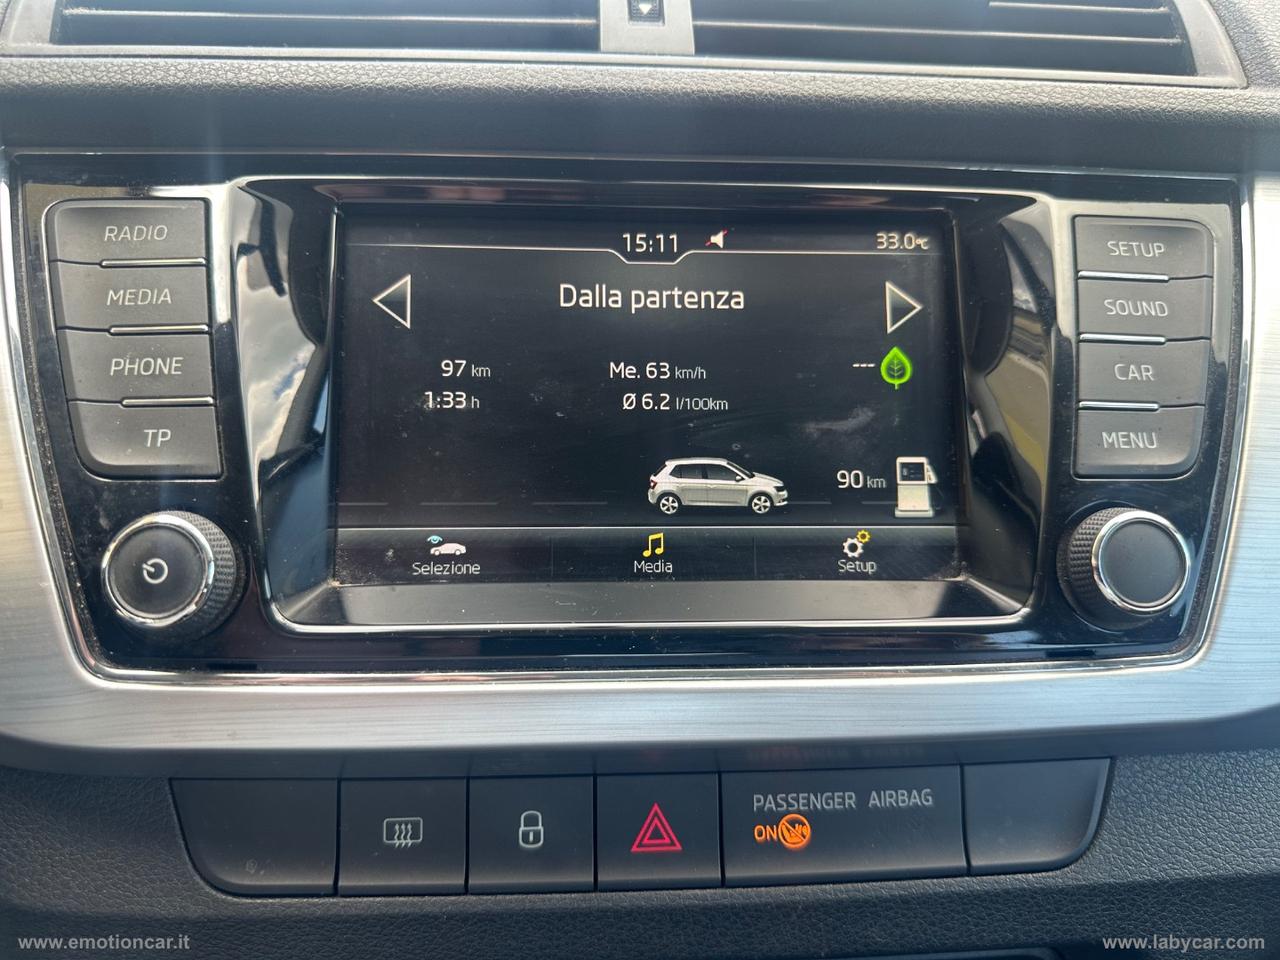 RADIO
MEDIA
PHONE
TP
15:11
33.0°C
Dalla partenza
97 km
1:33 h
Me. 63 km/h
Ø 6.2 l/100km
---
90 km
Selezione
Media
Setup
SETUP
SOUND
CAR
MENU
PASSENGER AIRBAG
ON
www.emotioncar.it
www.labycar.com